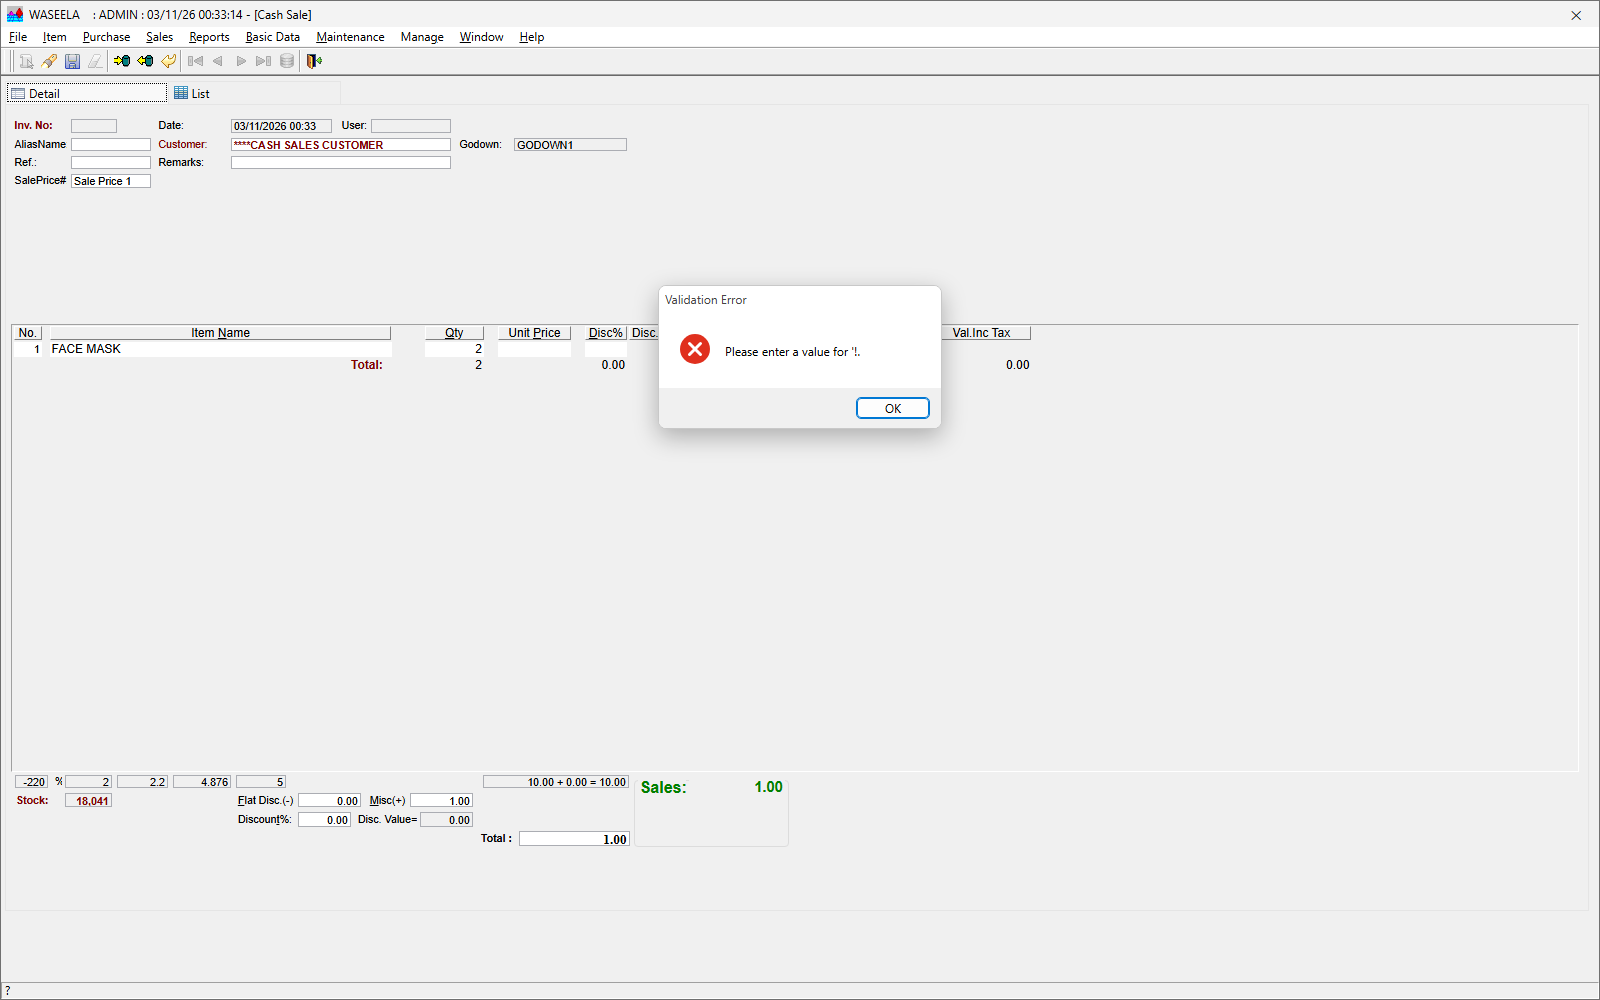 WASEELA : ADMIN : 03/11/26 00:33:14 - [Cash Sale]
File Item Purchase Sales Reports Basic Data Maintenance Manage Window Help
Detail List
Inv. No: Date: 03/11/2026 00:33 User:
AliasName Customer: ****CASH SALES CUSTOMER Godown: GODOWN1
Ref.: Remarks:
SalePrice# Sale Price 1
Validation Error
Please enter a value for '!.
OK
No. Item Name Qty Unit Price Disc% Disc. Val.Inc Tax
1 FACE MASK 2
Total: 2 0.00 0.00
-220 % 2 2.2 4.876 5 10.00 + 0.00 = 10.00
Sales: 1.00
Stock: 18,041 Flat Disc.(-) 0.00 Misc(+) 1.00
Discount%: 0.00 Disc. Value= 0.00
Total : 1.00
?